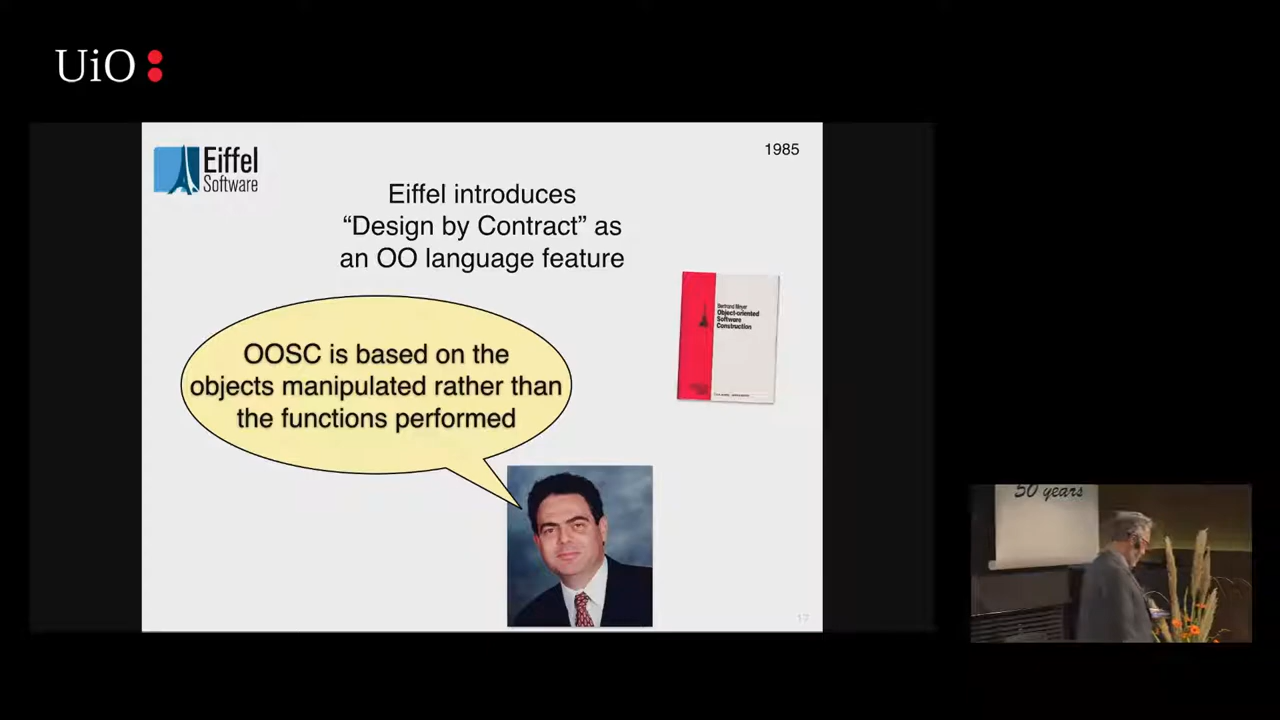 UiO
Eiffel
Software
1985
Eiffel introduces
“Design by Contract” as
an OO language feature
Bertrand Meyer
Object-oriented
Software
Construction
OOSC is based on the
objects manipulated rather than
the functions performed
50 years
17